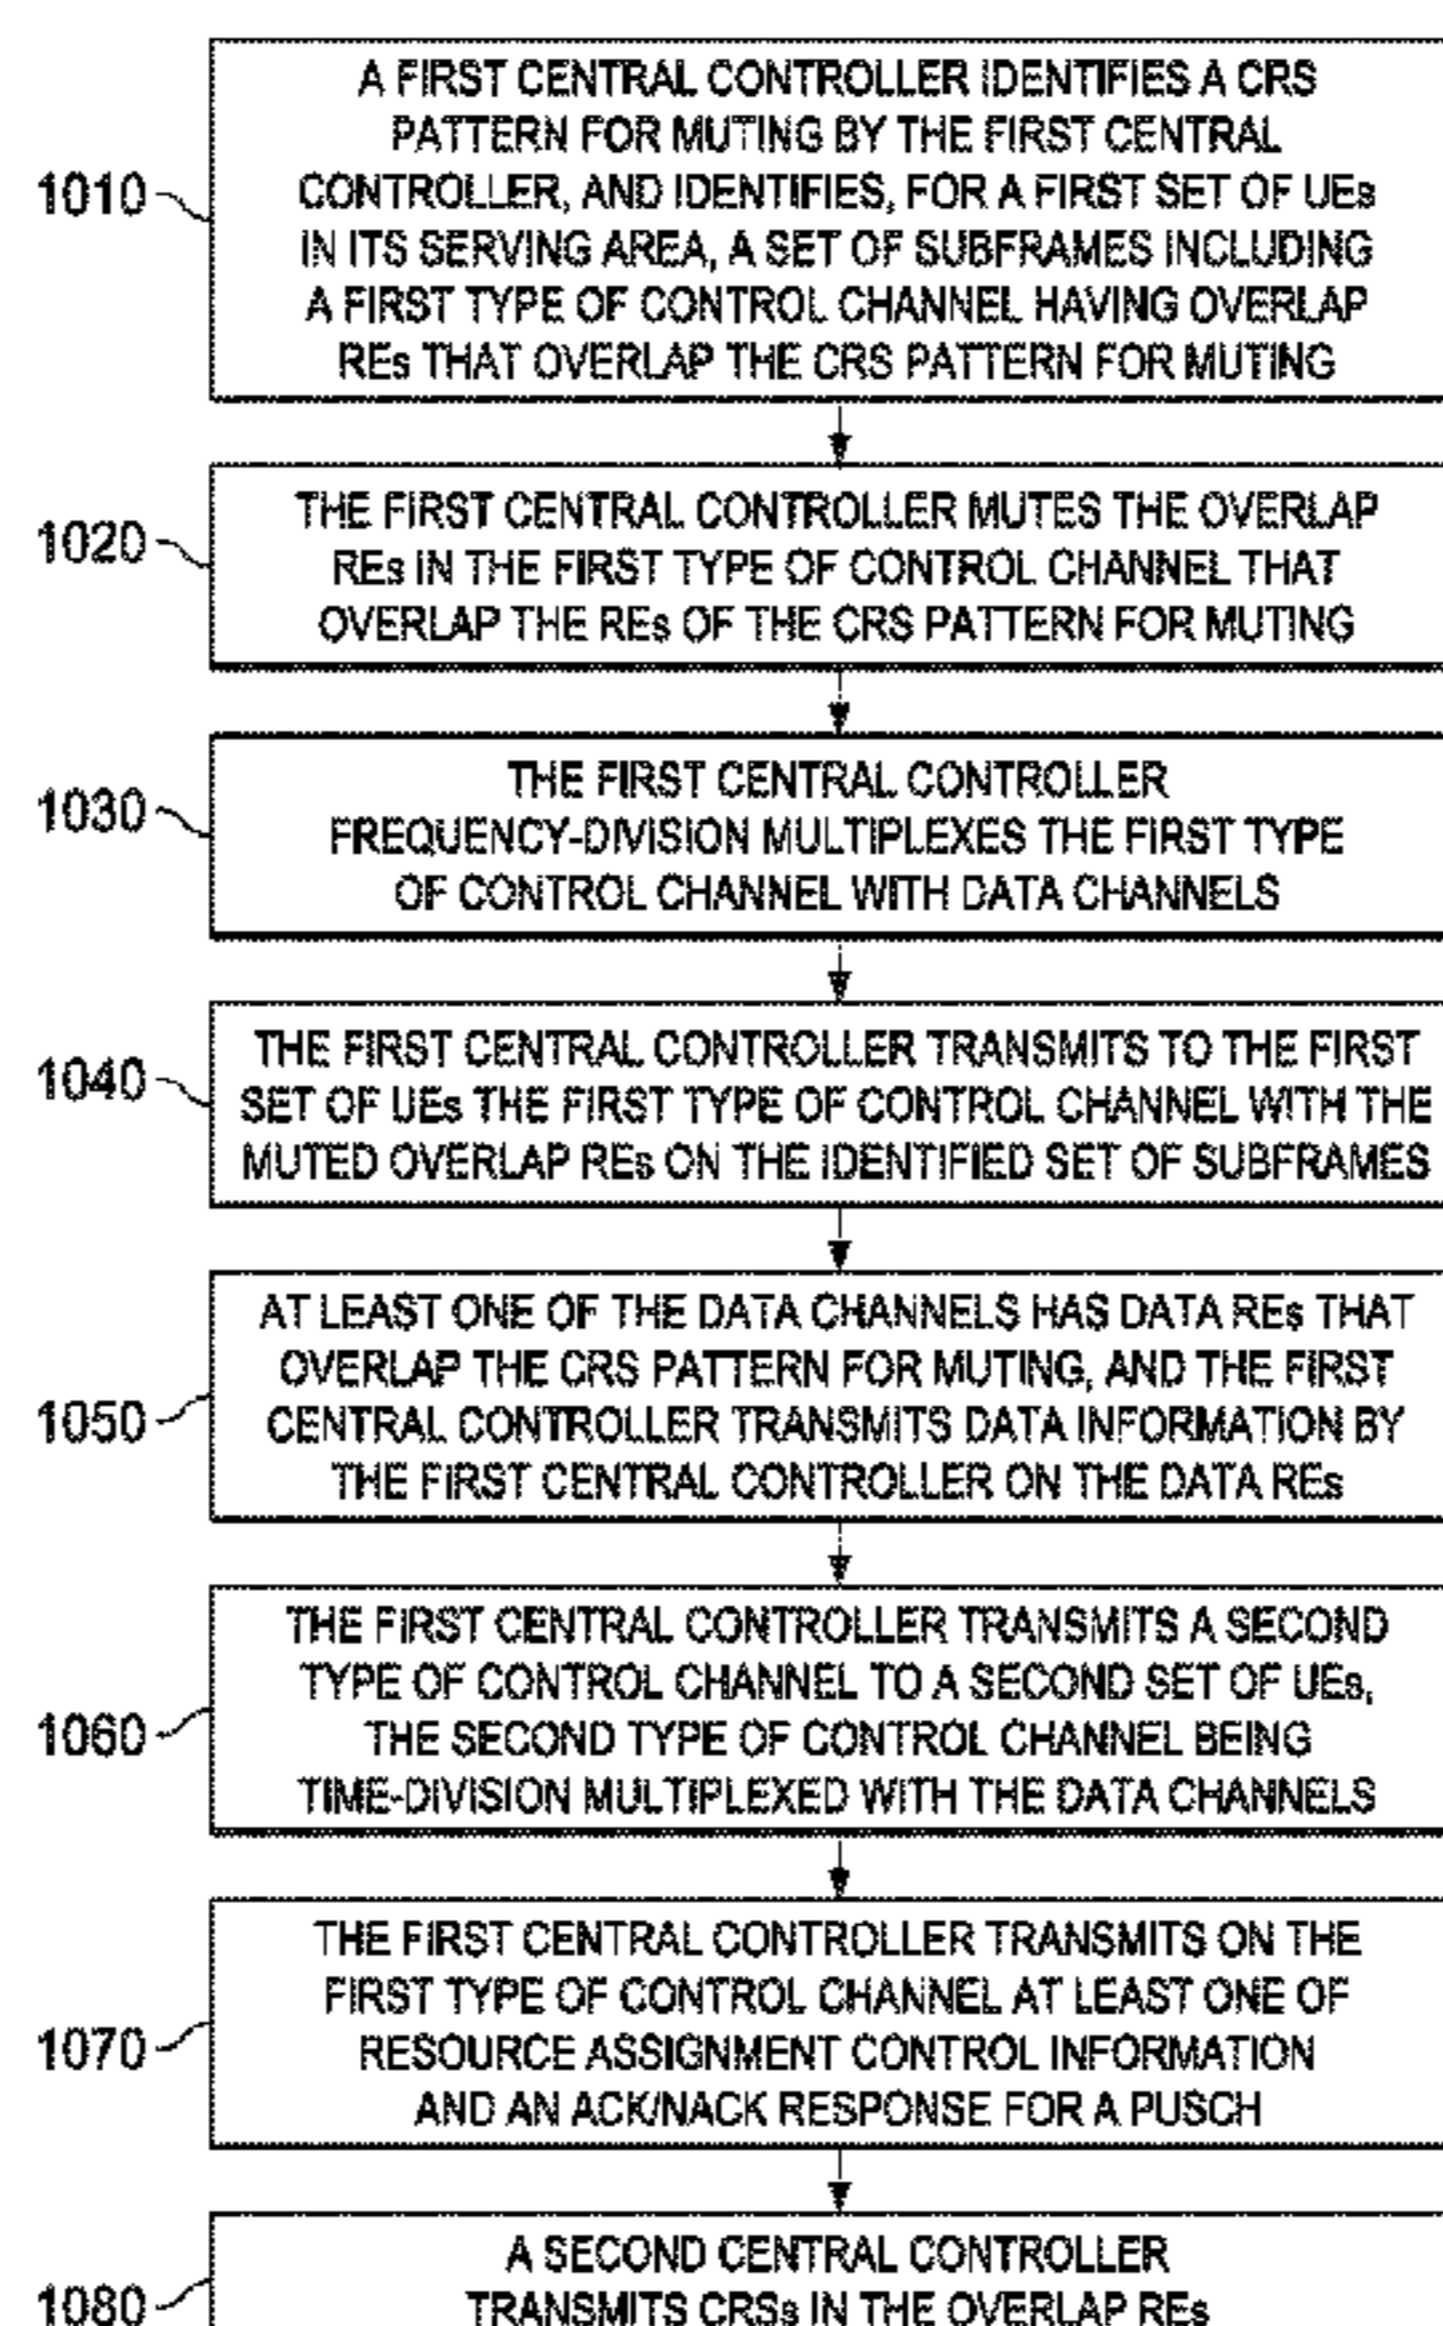 A FIRST CENTRAL CONTROLLER IDENTIFIES A CRS
PATTERN FOR MUTING BY THE FIRST CENTRAL
1010
CONTROLLER, AND IDENTIFIES, FOR A FIRST SET OF UEs
IN ITS SERVING AREA, A SET OF SUBFRAMES INCLUDING
A FIRST TYPE OF CONTROL CHANNEL HAVING OVERLAP
REs THAT OVERLAP THE CRS PATTERN FOR MUTING
THE FIRST CENTRAL CONTROLLER MUTES THE OVERLAP
1020
REs IN THE FIRST TYPE OF CONTROL CHANNEL THAT
OVERLAP THE REs OF THE CRS PATTERN FOR MUTING
THE FIRST CENTRAL CONTROLLER
1030
FREQUENCY-DIVISION MULTIPLEXES THE FIRST TYPE
OF CONTROL CHANNEL WITH DATA CHANNELS
THE FIRST CENTRAL CONTROLLER TRANSMITS TO THE FIRST
1040
SET OF UEs THE FIRST TYPE OF CONTROL CHANNEL WITH THE
MUTED OVERLAP REs ON THE IDENTIFIED SET OF SUBFRAMES
AT LEAST ONE OF THE DATA CHANNELS HAS DATA REs THAT
OVERLAP THE CRS PATTERN FOR MUTING, AND THE FIRST
1050
CENTRAL CONTROLLER TRANSMITS DATA INFORMATION BY
THE FIRST CENTRAL CONTROLLER ON THE DATA REs
THE FIRST CENTRAL CONTROLLER TRANSMITS A SECOND
TYPE OF CONTROL CHANNEL TO A SECOND SET OF UEs,
1060
THE SECOND TYPE OF CONTROL CHANNEL BEING
TIME-DIVISION MULTIPLEXED WITH THE DATA CHANNELS
THE FIRST CENTRAL CONTROLLER TRANSMITS ON THE
FIRST TYPE OF CONTROL CHANNEL AT LEAST ONE OF
1070
RESOURCE ASSIGNMENT CONTROL INFORMATION
AND AN ACK/NACK RESPONSE FOR A PUSCH
A SECOND CENTRAL CONTROLLER
1080
TRANSMITS CRSs IN THE OVERLAP REs